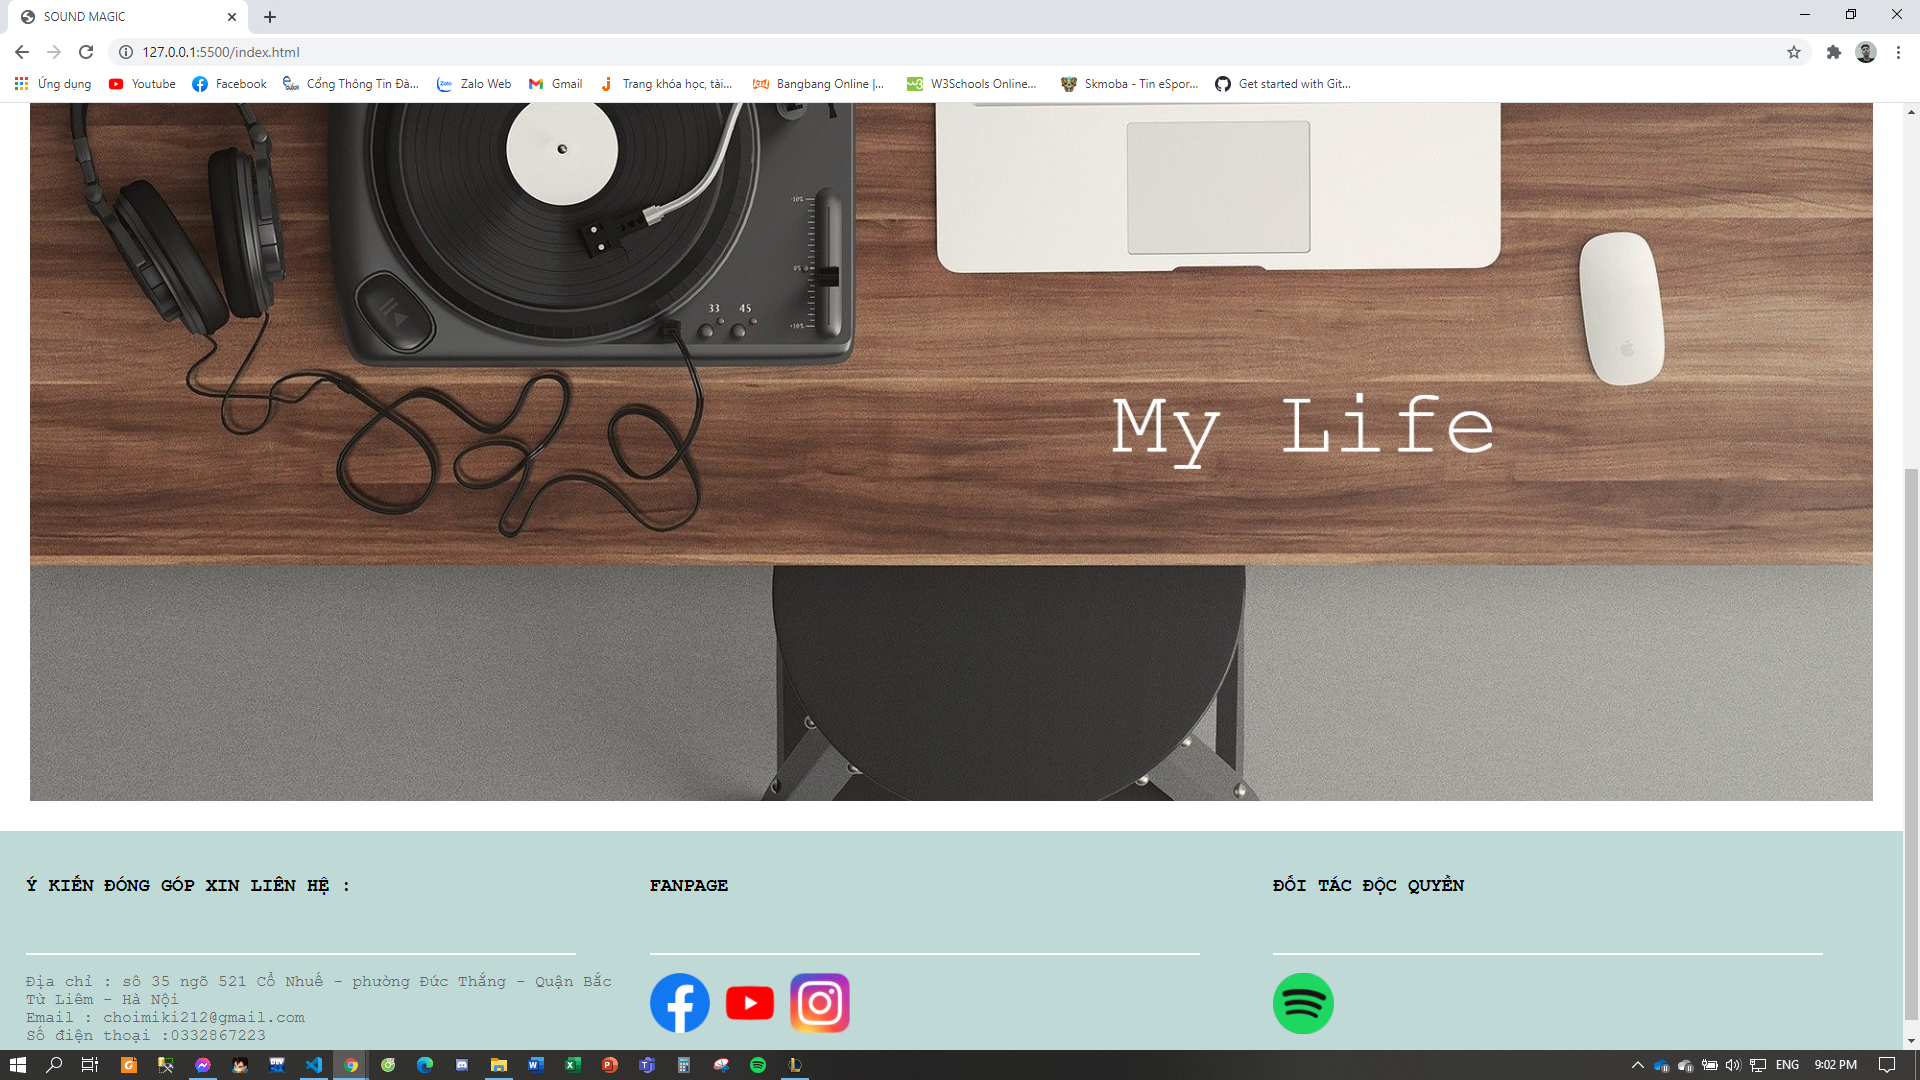 SOUND MAGIC
127.0.0.1:5500/index.html
Ứng dụng
Youtube
Facebook
Cổng Thông Tin Đà...
Zalo Web
Gmail
Trang khóa học, tài...
Bangbang Online |...
W3Schools Online...
Skmoba - Tin eSpor...
Get started with Git...
33 45
My Life
Ý KIẾN ĐÓNG GÓP XIN LIÊN HỆ :
Địa chỉ : sô 35 ngõ 521 Cổ Nhuế - phường Đức Thắng - Quận Bắc
Từ Liêm - Hà Nội
Email : choimiki212@gmail.com
Số điện thoại :0332867223
FANPAGE
ĐỐI TÁC ĐỘC QUYỀN
ENG
9:02 PM